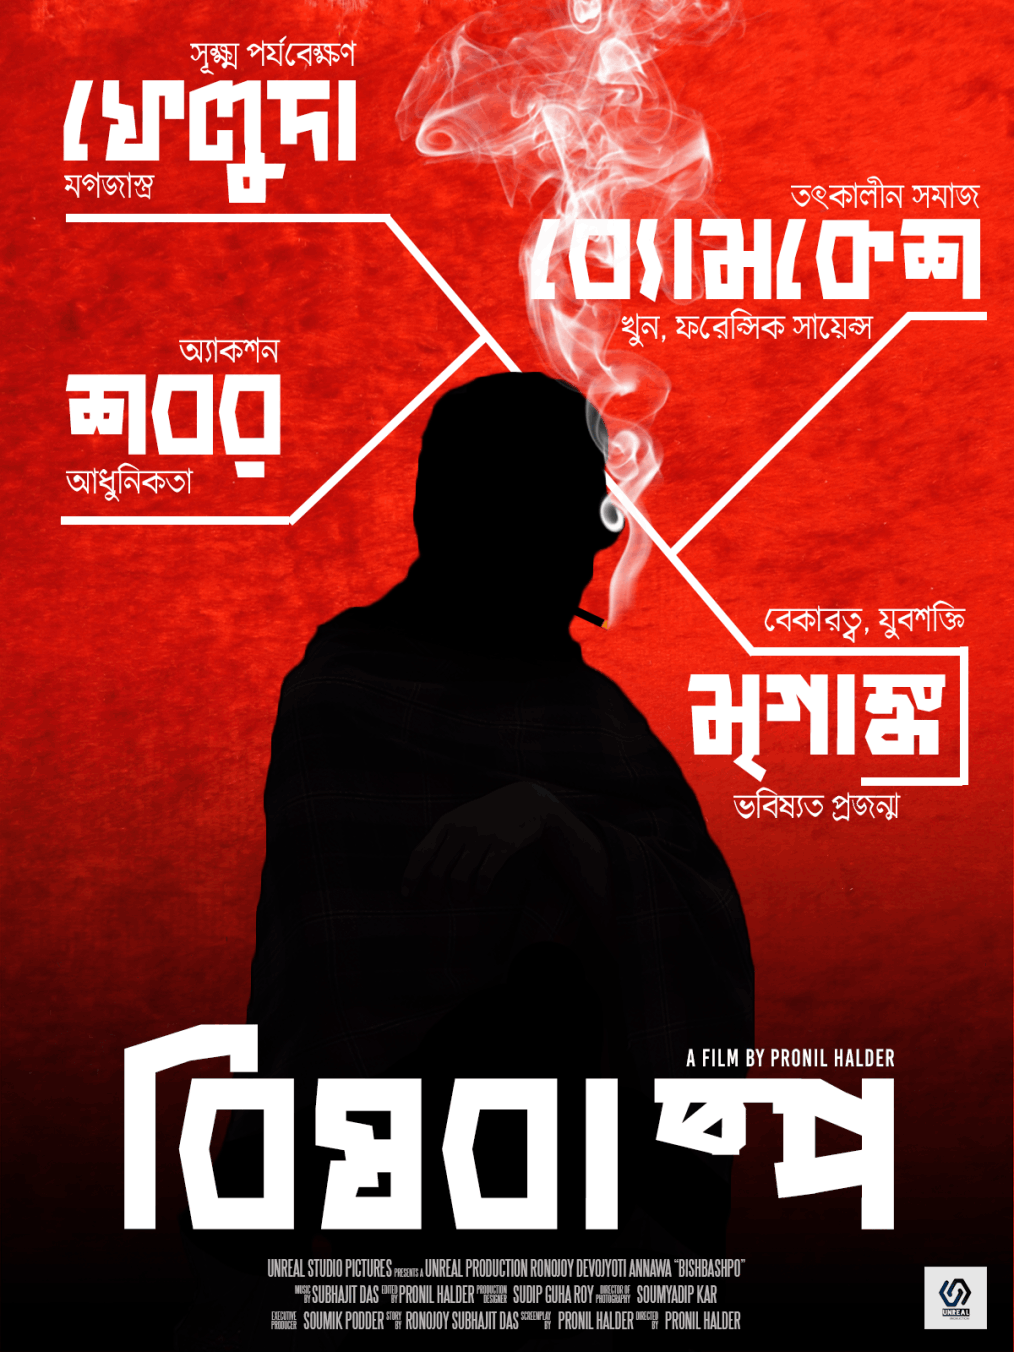 সূক্ষ্ম পর্যবেক্ষণ
ফেলুদা
মগজাস্ত্র
তৎকালীন সমাজ
ব্যোমকেশ
খুন, ফরেন্সিক সায়েন্স
অ্যাকশন
শবর
আধুনিকতা
বেকারত্ব, যুবশক্তি
মৃগাঙ্ক
ভবিষ্যত প্রজন্ম
A FILM BY PRONIL HALDER
বিষবাষ্প
UNREAL STUDIO PICTURES PRESENTS A UNREAL PRODUCTION RONOJOY DEVOJYOTI ANNAWA "BISHBASHPO"
MUSIC BY SUBHAJIT DAS EDITED BY PRONIL HALDER PRODUCTION DESIGNER SUDIP GUHA ROY DIRECTOR OF PHOTOGRAPHY SOUMYADIP KAR
EXECUTIVE PRODUCER SOUMIK PODDER STORY BY RONOJOY SUBHAJIT DAS SCREENPLAY BY PRONIL HALDER DIRECTED BY PRONIL HALDER
UNREAL